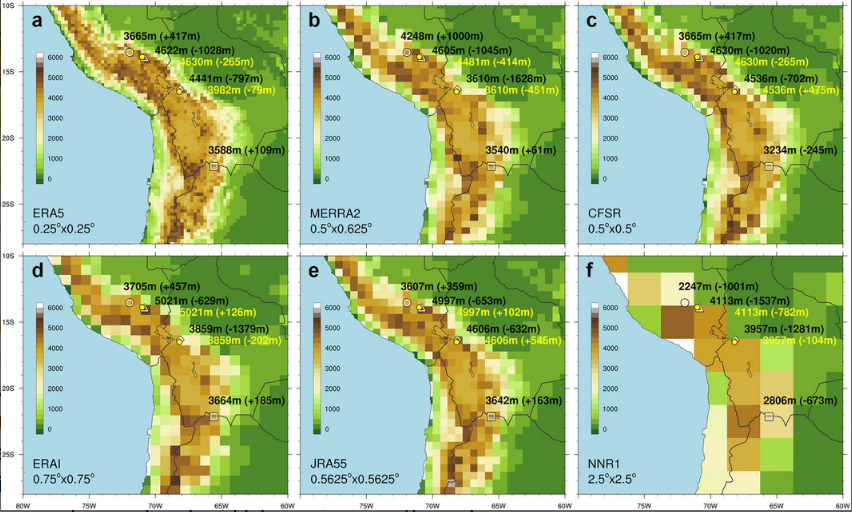 a
10S
15S
20S
25S
3665m (+417m)
4622m (-1028m)
4630m (-265m)
4441m (-797m)
3982m (-79m)
3588m (+109m)
6000
5000
4000
3000
2000
1000
0
ERA5
0.25°x0.25°
b
4248m (+1000m)
4605m (-1045m)
4481m (-414m)
3610m (-1628m)
3610m (-451m)
3540m (+61m)
6000
5000
4000
3000
2000
1000
0
MERRA2
0.5°x0.625°
c
3665m (+417m)
4630m (-1020m)
4630m (-265m)
4536m (-702m)
4536m (+475m)
3234m (-245m)
6000
5000
4000
3000
2000
1000
0
CFSR
0.5°x0.5°
d
10S
15S
20S
25S
3705m (+457m)
5021m (-629m)
5021m (+126m)
3859m (-1379m)
3859m (-202m)
3664m (+185m)
6000
5000
4000
3000
2000
1000
0
ERAI
0.75°x0.75°
80W
75W
70W
65W
60W
e
3607m (+359m)
4997m (-653m)
4997m (+102m)
4606m (-632m)
4606m (+545m)
3642m (+163m)
6000
5000
4000
3000
2000
1000
0
JRA55
0.5625°x0.5625°
75W
70W
65W
60W
f
2247m (-1001m)
4113m (-1537m)
4113m (-782m)
3957m (-1281m)
3957m (-104m)
2806m (-673m)
6000
5000
4000
3000
2000
1000
0
NNR1
2.5°x2.5°
75W
70W
65W
60W